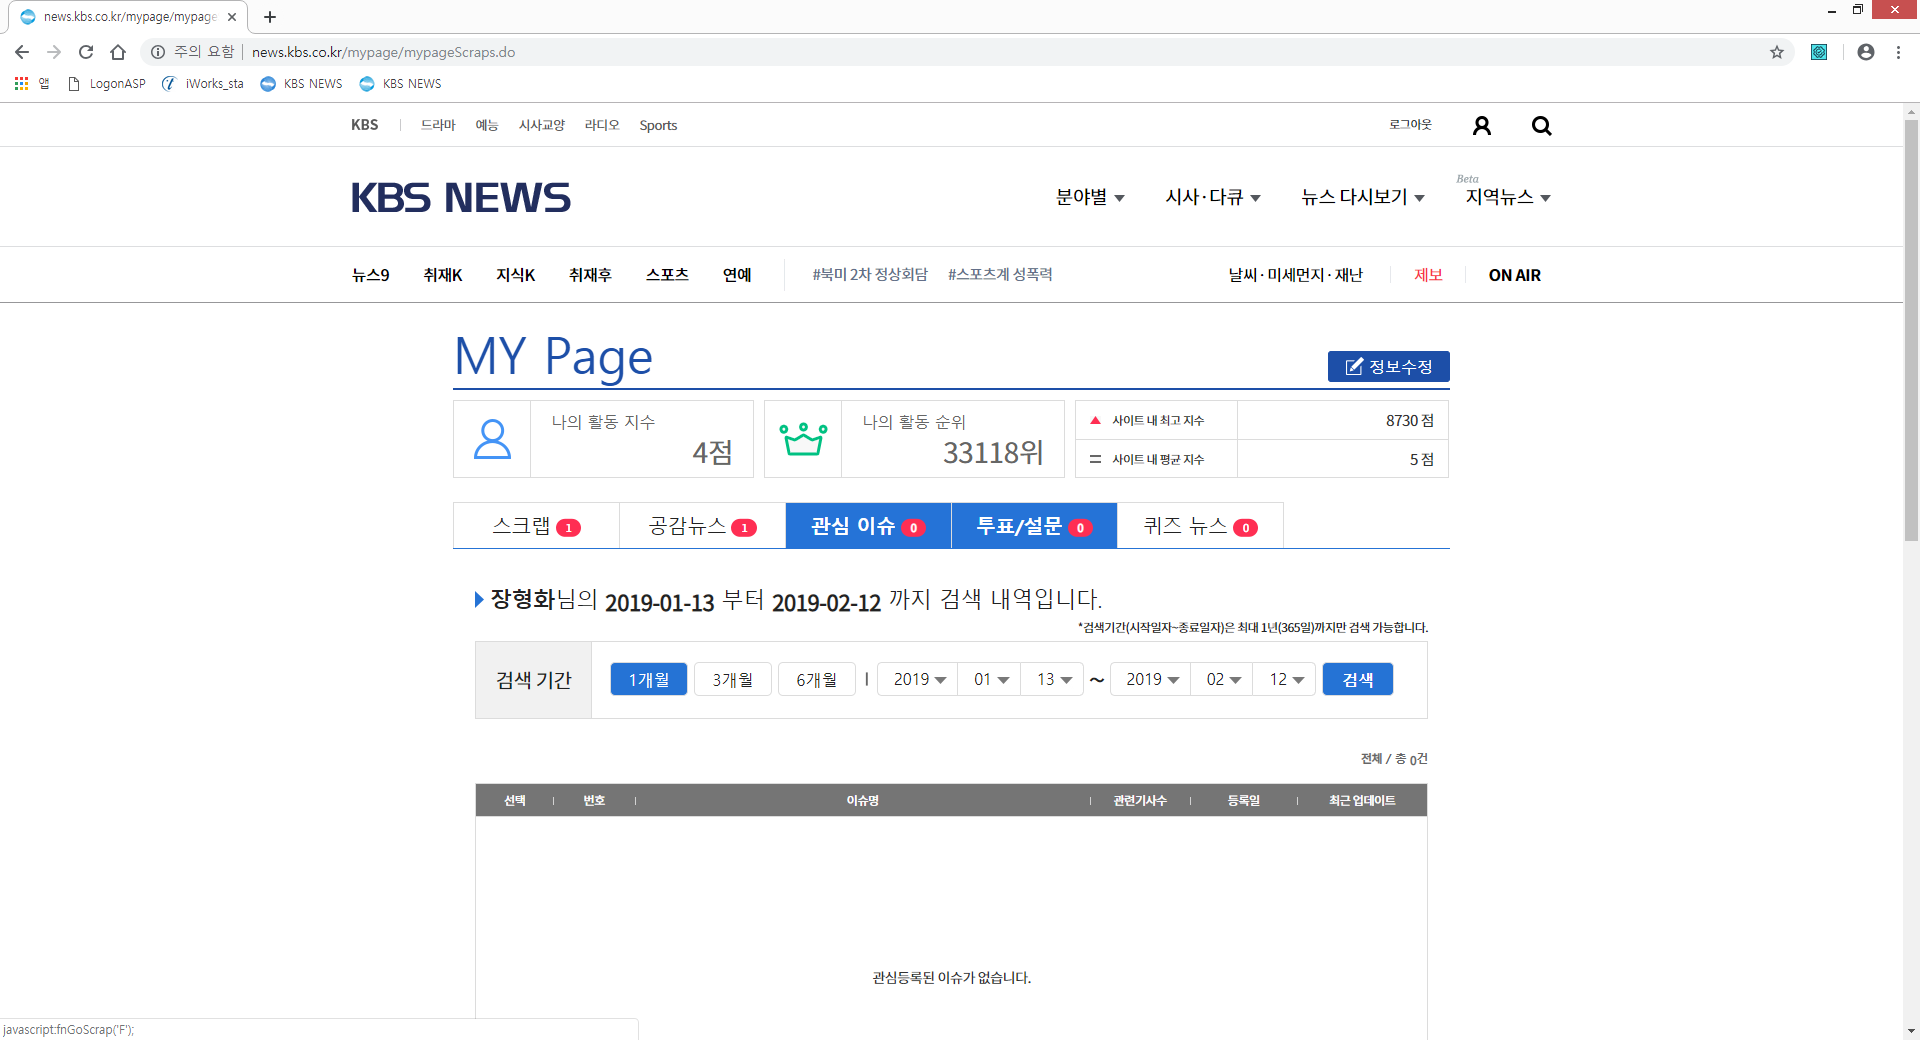 news.kbs.co.kr/mypage/mypage
주의 요함 news.kbs.co.kr/mypage/mypageScraps.do
앱 LogonASP iWorks_sta KBS NEWS KBS NEWS
KBS 드라마 예능 시사교양 라디오 Sports 로그아웃
Beta
KBS NEWS 분야별 시사·다큐 뉴스 다시보기 지역뉴스
뉴스9 취재K 지식K 취재후 스포츠 연예 #북미 2차 정상회담 #스포츠계 성폭력 날씨·미세먼지·재난 제보 ON AIR
MY Page
정보수정
나의 활동 지수
4점
나의 활동 순위
33118위
사이트 내 최고 지수 8730 점
사이트 내 평균 지수 5 점
스크랩 1 공감뉴스 1 관심 이슈 0 투표/설문 0 퀴즈 뉴스 0
장형화님의 2019-01-13 부터 2019-02-12 까지 검색 내역입니다.
*검색기간(시작일자~종료일자)은 최대 1년(365일)까지만 검색 가능합니다.
검색 기간 1개월 3개월 6개월 | 2019 01 13 ~ 2019 02 12 검색
전체 / 총 0건
선택 번호 이슈명 관련기사수 등록일 최근 업데이트
관심등록된 이슈가 없습니다.
javascript:fnGoScrap('F');